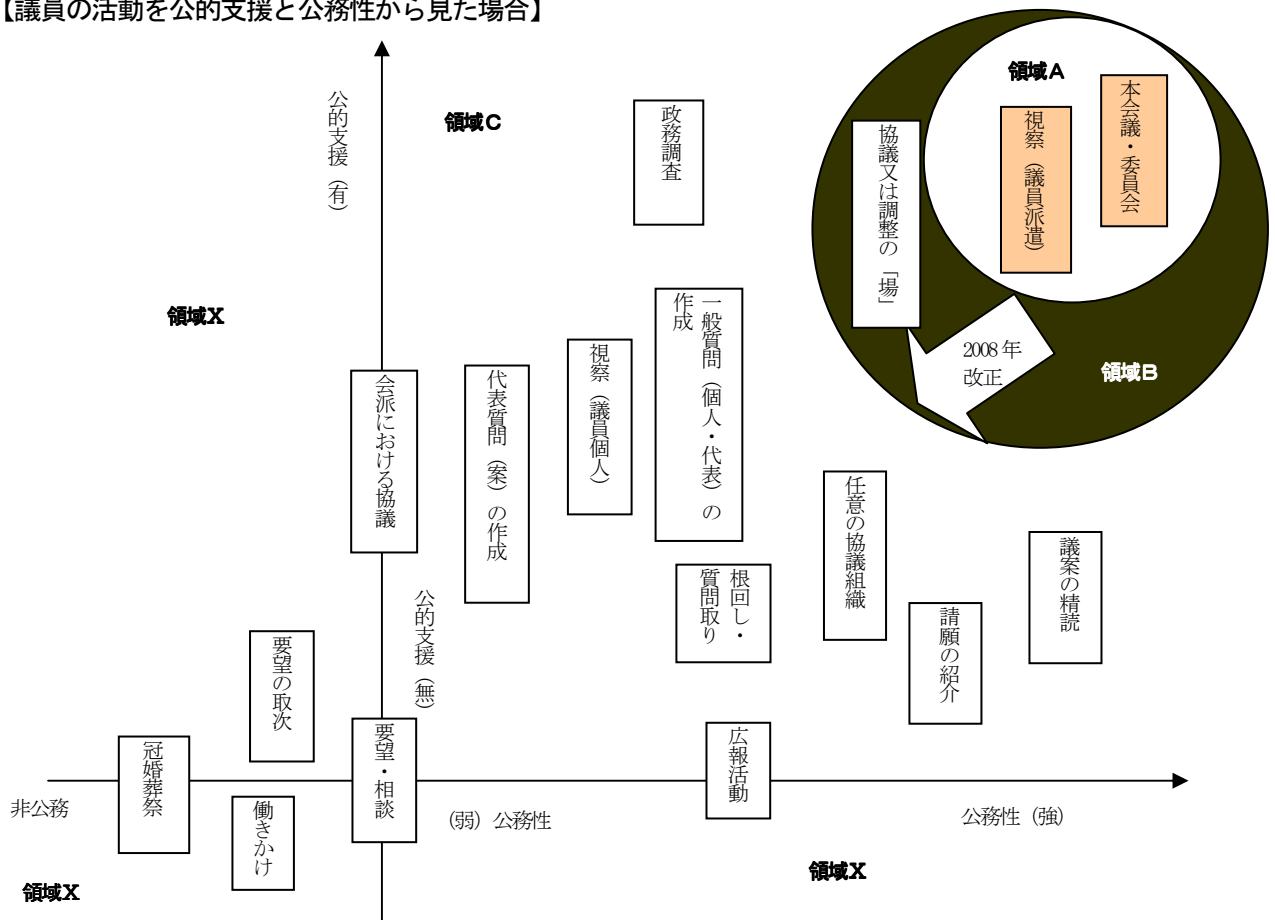 【議員の活動を公的支援と公務性から見た場合】
領域A
本会議・委員会
視察（議員派遣）
協議又は調整の「場」
2008年
改正
領域B
公的支援（有）
領域C
政務調査
領域X
会派における協議
代表質問（案）の作成
視察（議員個人）
一般質問（個人・代表）の
作成
根回し・
質問取り
任意の協議組織
請願の紹介
議案の精読
公的支援（無）
要望の取次
冠婚葬祭
要望・相談
広報活動
働きかけ
非公務
（弱）公務性
公務性（強）
領域X
領域X